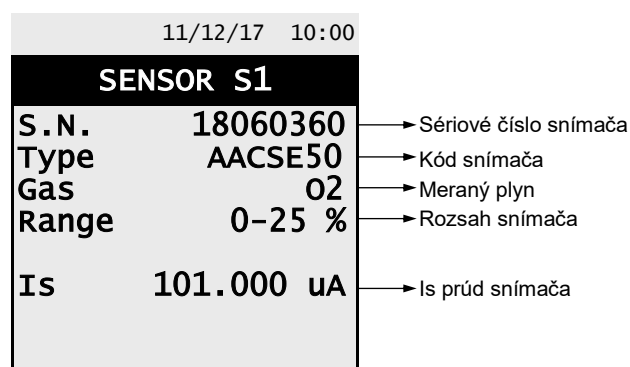 11/12/17 10:00
SENSOR S1
S.N. 18060360 Sériové číslo snímača
Type AACSE50 Kód snímača
Gas O2 Meraný plyn
Range 0-25 % Rozsah snímača
Is 101.000 uA Is prúd snímača